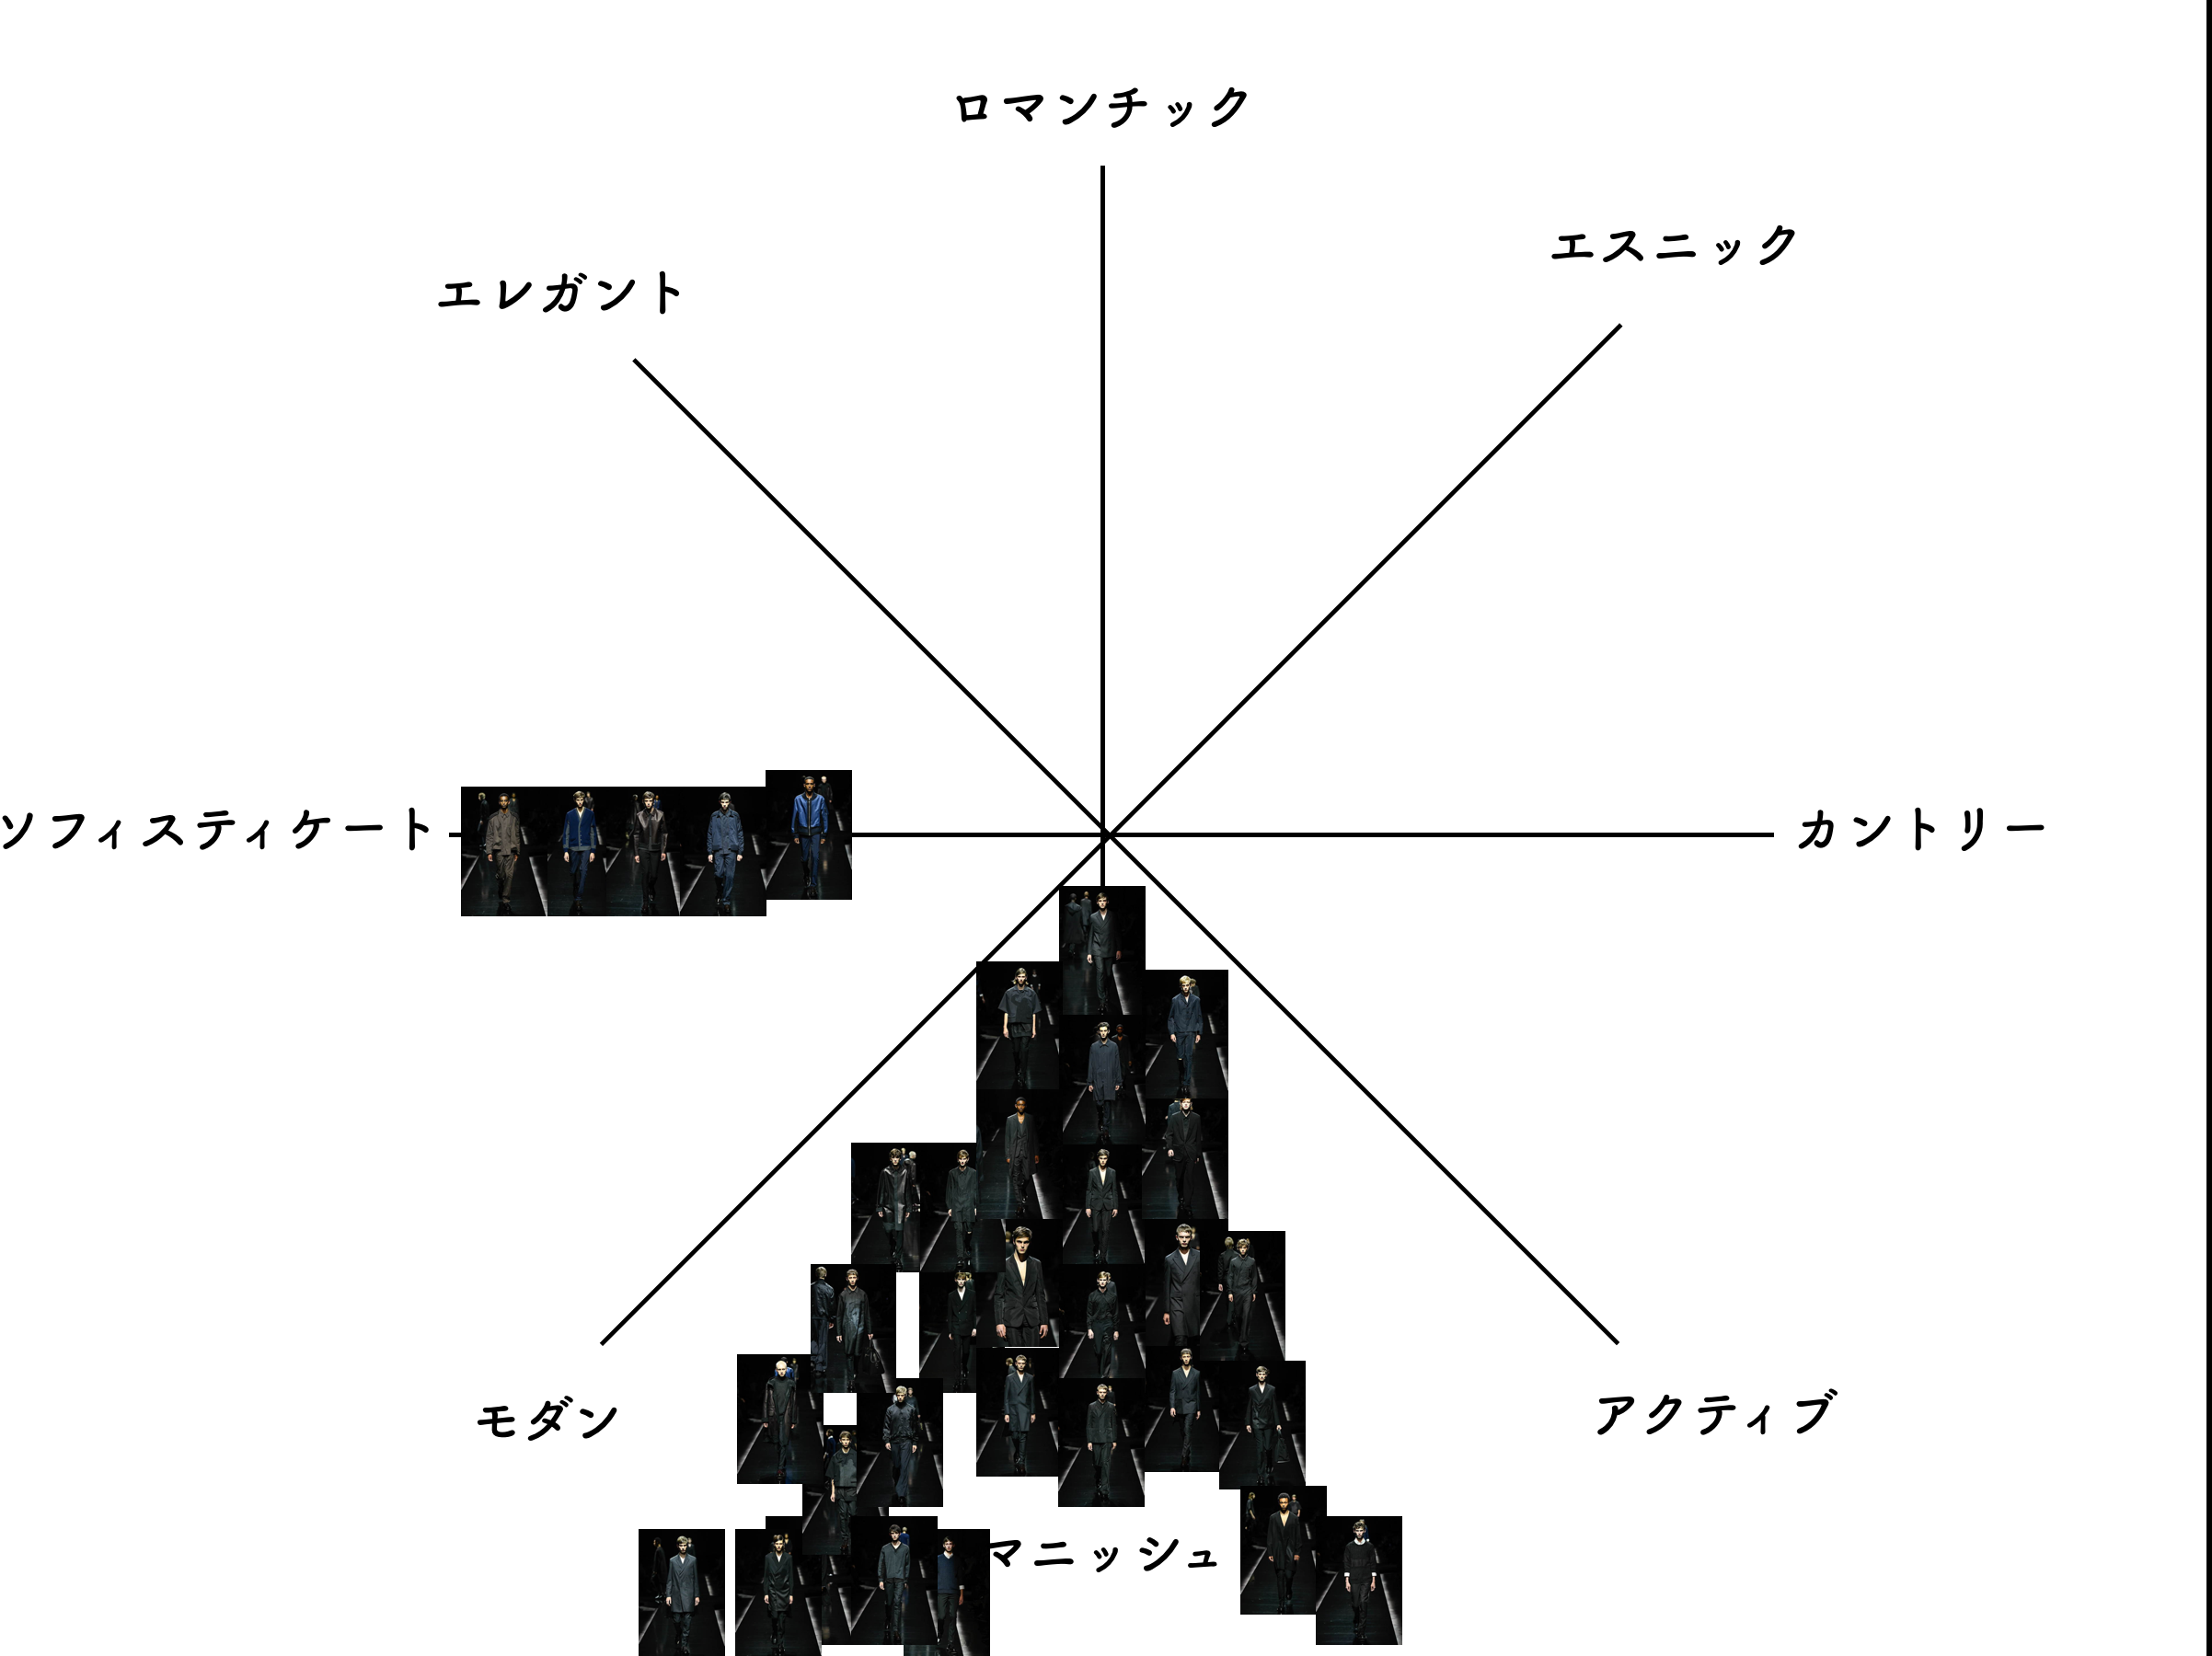 ロマンチック
エスニック
エレガント
ソフィスティケート
カントリー
モダン
アクティブ
マニッシュ